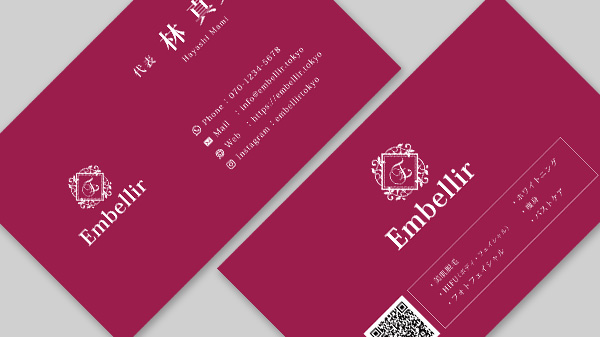 代表
林 真
Hayashi Mami
Phone : 070-1234-5678
Mail : info@embellir.tokyo
Web : https://embellir.tokyo
Instagram : embellirtokyo
Embellir
Embellir
・美肌脱毛
・HIFU(ボディ・フェイシャル)
・フォトフェイシャル
・ホワイトニング
・痩身
・バストケア